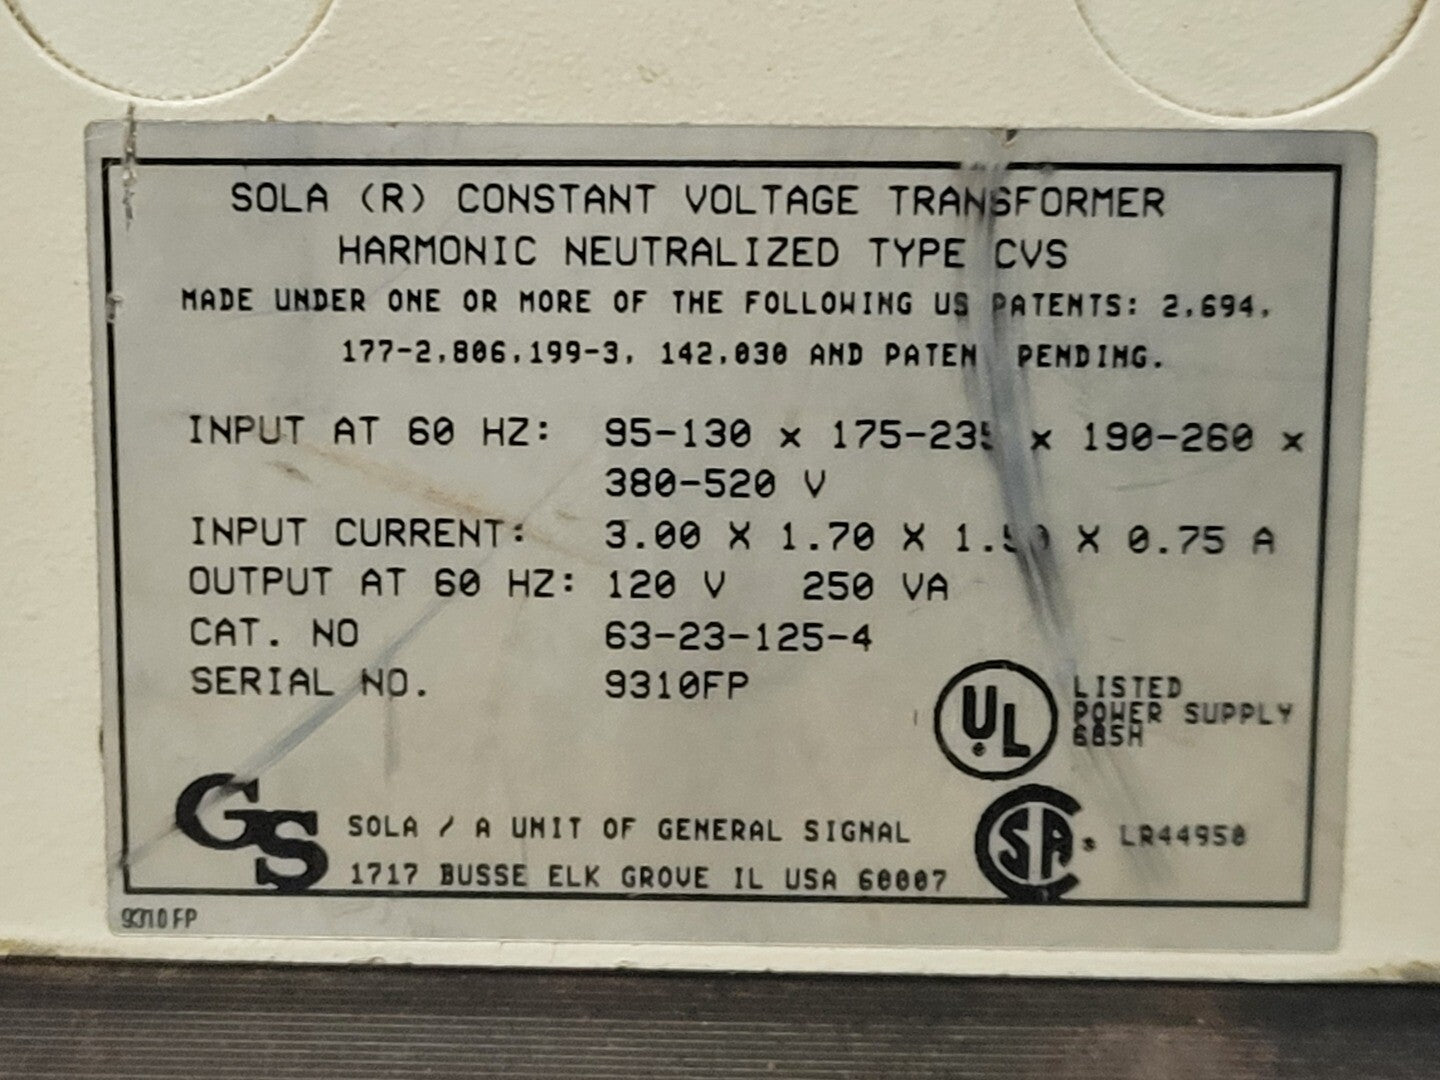 SOLA (R) CONSTANT VOLTAGE TRANSFORMER
HARMONIC NEUTRALIZED TYPE CVS
MADE UNDER ONE OR MORE OF THE FOLLOWING US PATENTS: 2,694,
177-2,806,199-3, 142,030 AND PATEN PENDING.
INPUT AT 60 HZ: 95-130 x 175-235 x 190-260 x
380-520 V
INPUT CURRENT: 3.00 X 1.70 X 1.50 X 0.75 A
OUTPUT AT 60 HZ: 120 V 250 VA
CAT. NO 63-23-125-4
SERIAL NO. 9310FP
UL LISTED
POWER SUPPLY
685H
GS SOLA / A UNIT OF GENERAL SIGNAL
1717 BUSSE ELK GROVE IL USA 60007
SA ® LR44950
9310FP